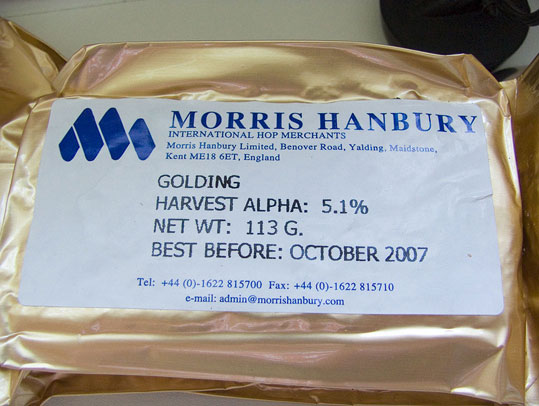 MORRIS HANBURY
INTERNATIONAL HOP MERCHANTS
Morris Hanbury Limited, Benover Road, Yalding, Maidstone,
Kent ME18 6ET, England
GOLDING
HARVEST ALPHA: 5.1%
NET WT: 113 G.
BEST BEFORE: OCTOBER 2007
Tel: +44 (0)-1622 815700 Fax: +44 (0)-1622 815710
e-mail: admin@morrishanbury.com